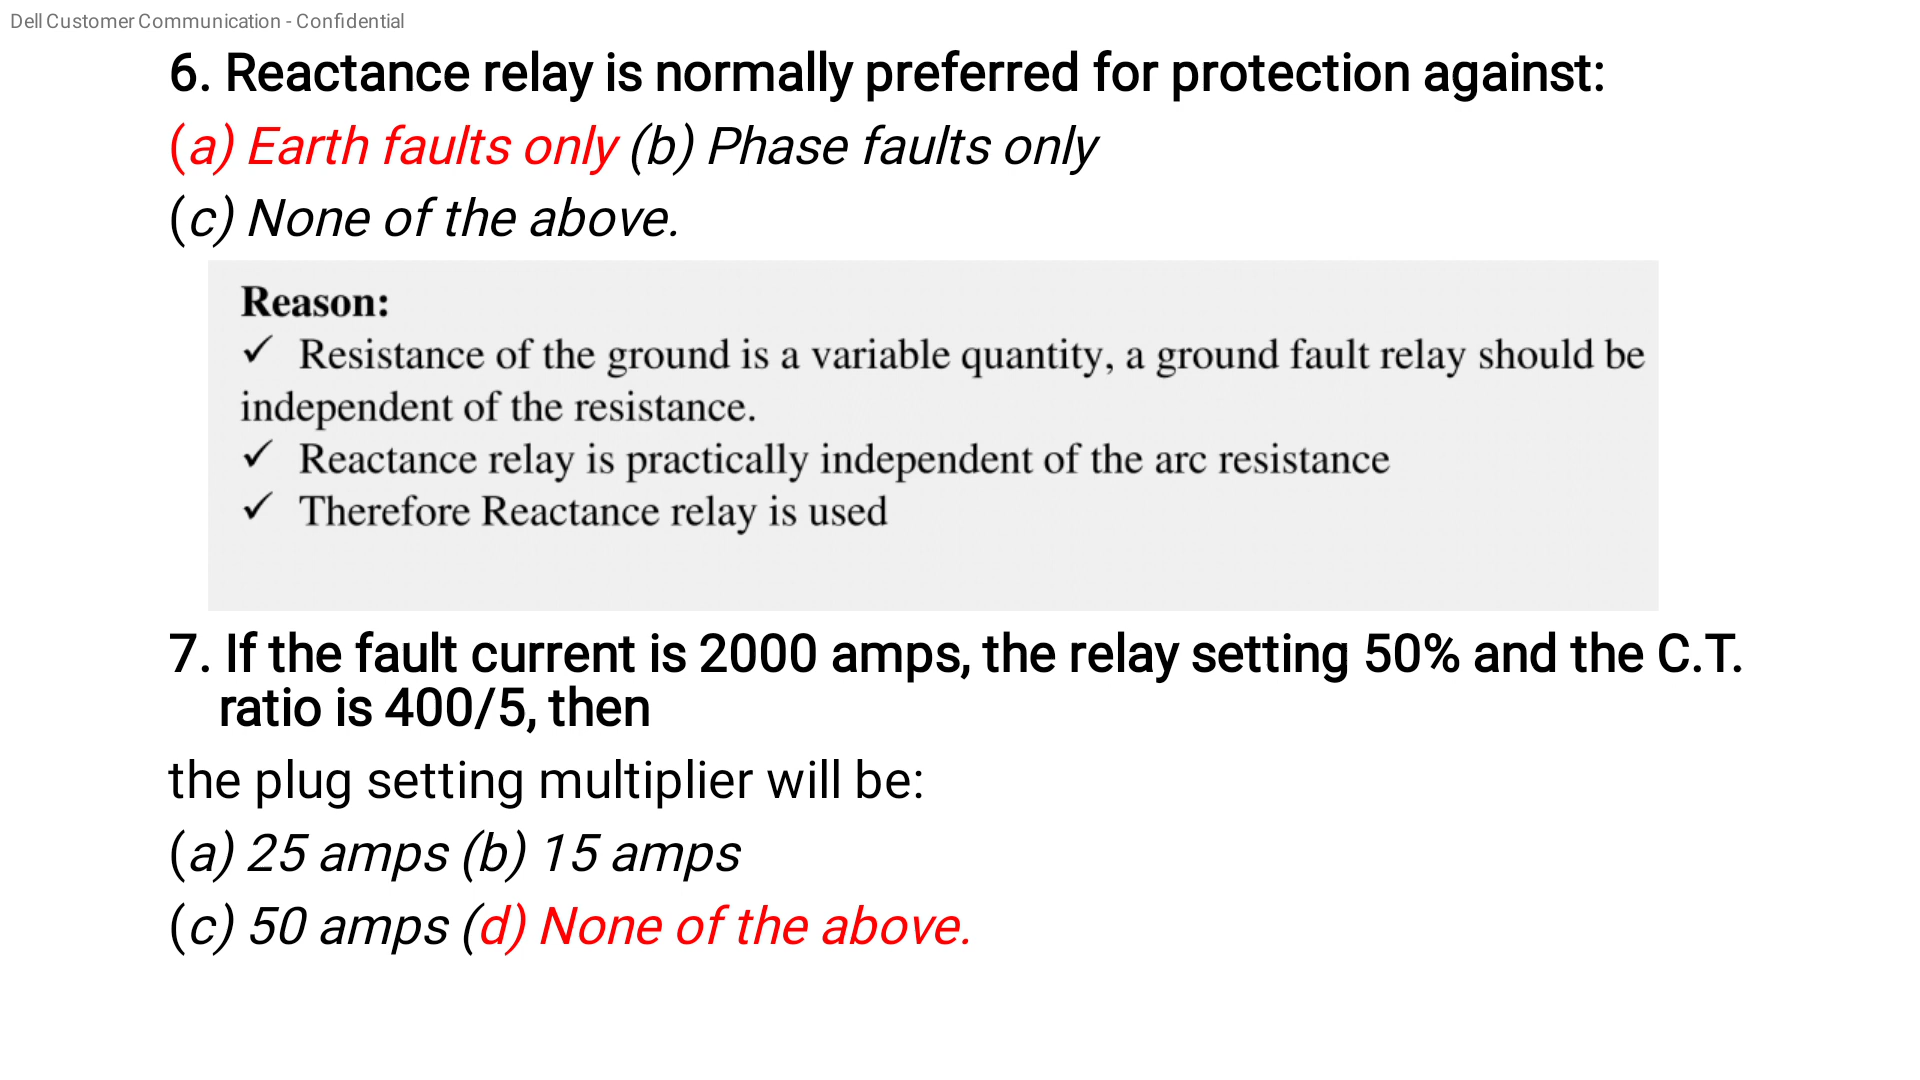 Dell Customer Communication - Confidential
6. Reactance relay is normally preferred for protection against:
(a) Earth faults only (b) Phase faults only
(c) None of the above.
Reason:
✓ Resistance of the ground is a variable quantity, a ground fault relay should be
independent of the resistance.
✓ Reactance relay is practically independent of the arc resistance
✓ Therefore Reactance relay is used
7. If the fault current is 2000 amps, the relay setting 50% and the C.T.
ratio is 400/5, then
the plug setting multiplier will be:
(a) 25 amps (b) 15 amps
(c) 50 amps (d) None of the above.